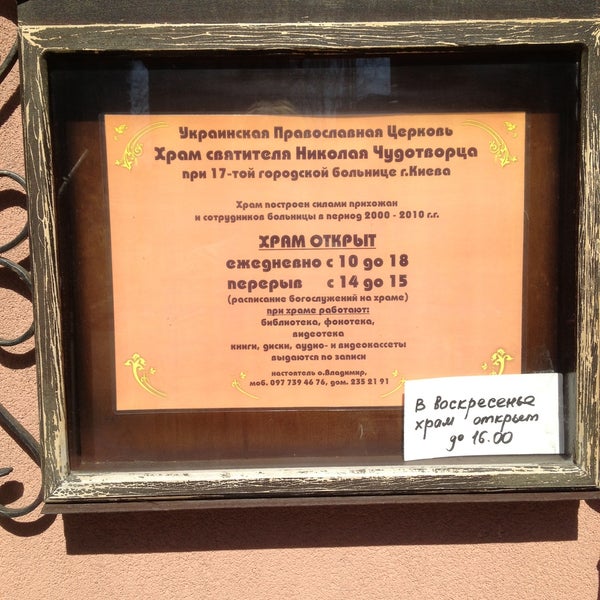 Украинская Православная Церковь
Храм святителя Николая Чудотворца
при 17-той городской больнице г.Киева
Храм построен силами прихожан
и сотрудников больницы в период 2000 - 2010 г.г.
ХРАМ ОТКРЫТ
ежедневно с 10 до 18
перерыв с 14 до 15
(расписание богослужений на храме)
при храме работают:
библиотека, фонотека,
видеотека
книги, диски, аудио- и видеокассеты
выдаются по записи
настоятель о.Владимир,
моб. 097 739 46 76, дом. 235 21 91
В воскресенье
храм открыт
до 16.00